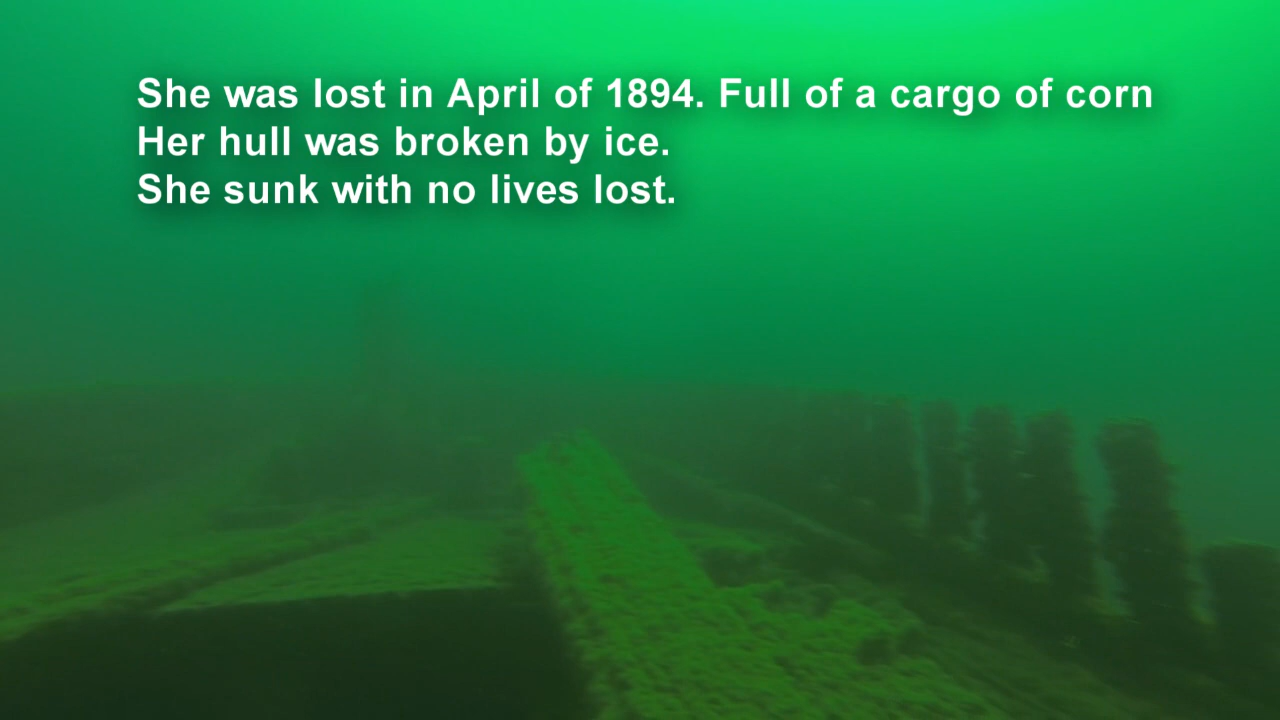 She was lost in April of 1894. Full of a cargo of corn
Her hull was broken by ice.
She sunk with no lives lost.